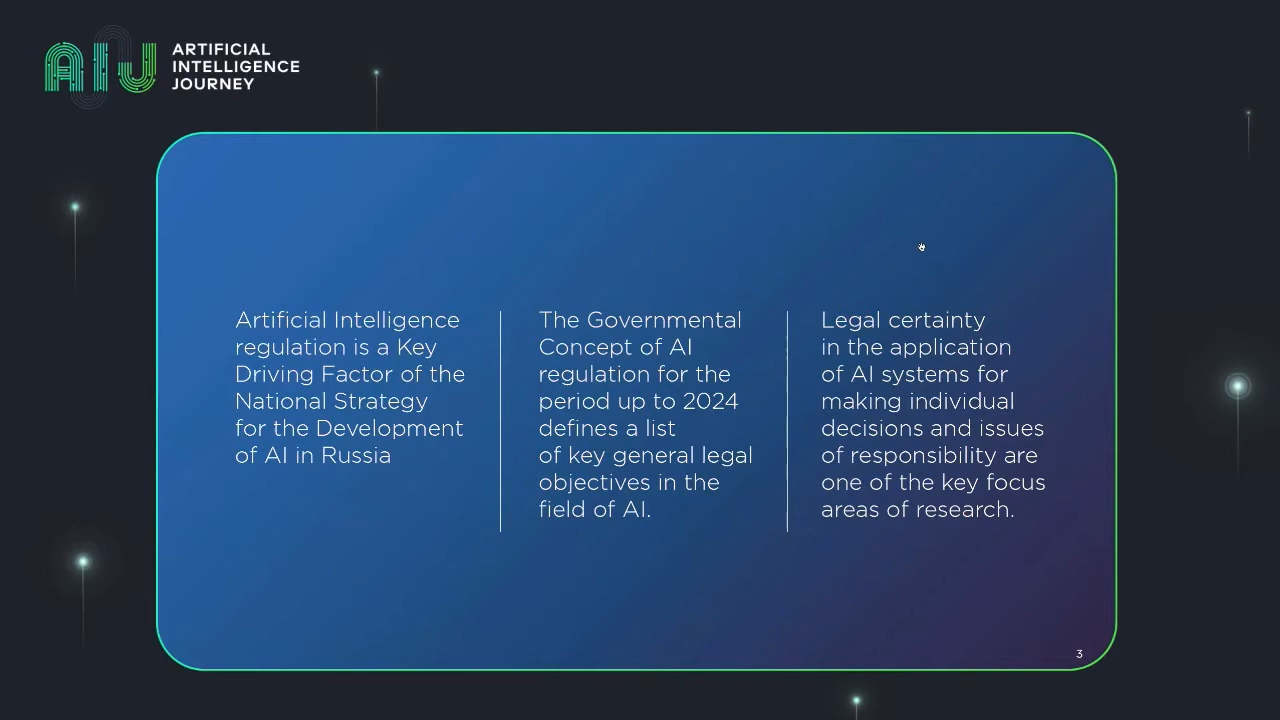 AIJ
ARTIFICIAL
INTELLIGENCE
JOURNEY
Artificial Intelligence
regulation is a Key
Driving Factor of the
National Strategy
for the Development
of AI in Russia
The Governmental
Concept of AI
regulation for the
period up to 2024
defines a list
of key general legal
objectives in the
field of AI.
Legal certainty
in the application
of AI systems for
making individual
decisions and issues
of responsibility are
one of the key focus
areas of research.
3